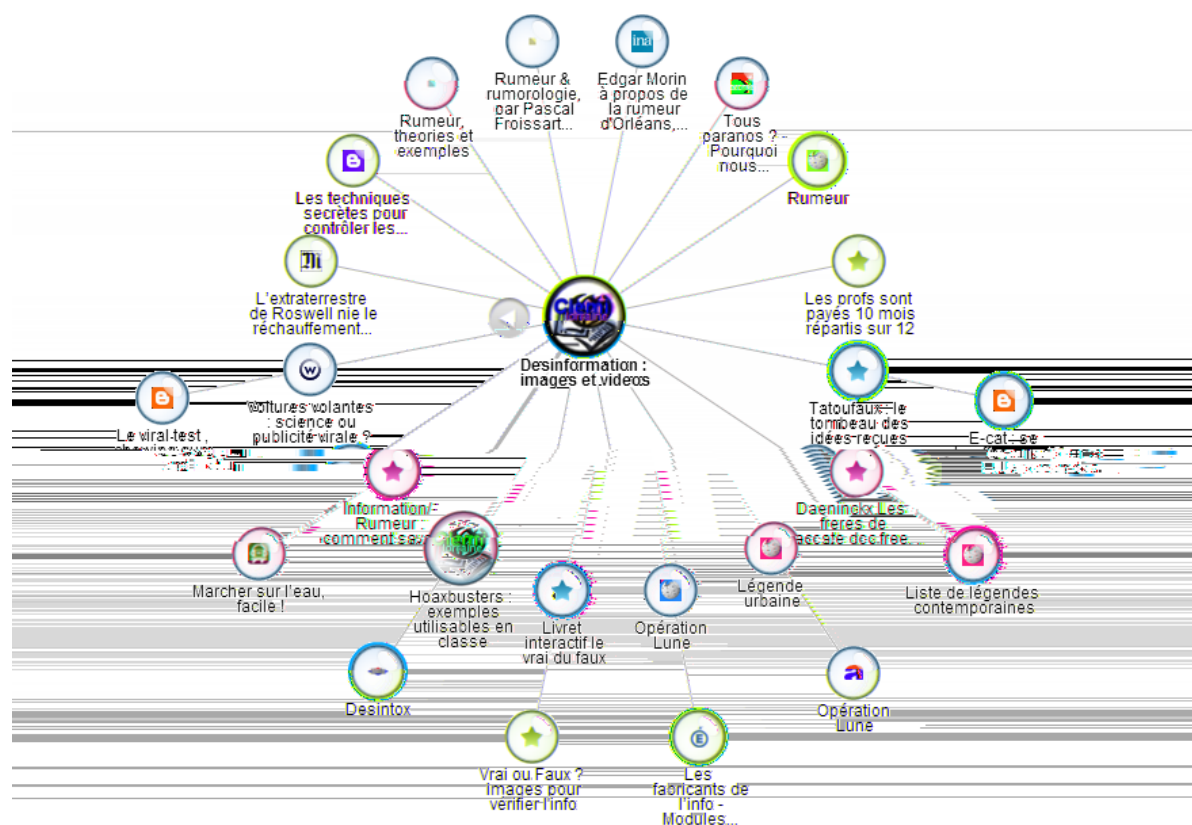 ina
Rumeur &
rumorologie,
par Pascal
Froissart...
Edgar Morin
à propos de
la rumeur
d'Orléans,...
Rumeur,
theories et
exemples
Tous
paranos ? -
Pourquoi
nous...
Les techniques
secrètes pour
contrôler les...
Rumeur
L'extraterrestre
de Roswell nie le
réchauffement...
Les profs sont
payés 10 mois
répartis sur 12
Desinformation :
images et videos
Voitures volantes
: science ou
publicité virale ?
Le viral-test ,
Tatoufaux: le
tombeau des
idées reçues
E-cat: se
Information/
Rumeur :
comment
Daeninckx Les
freres de
Marcher sur l'eau,
facile !
Hoaxbusters :
exemples
utilisables en
classe
Livret
interactif le
vrai du faux
Opération
Lune
Légende
urbaine
Liste de légendes
contemporaines
Desintox
Opération
Lune
Vrai ou Faux ?
Images pour
vérifier l'info
Les
fabricants de
l'info -
Modules...